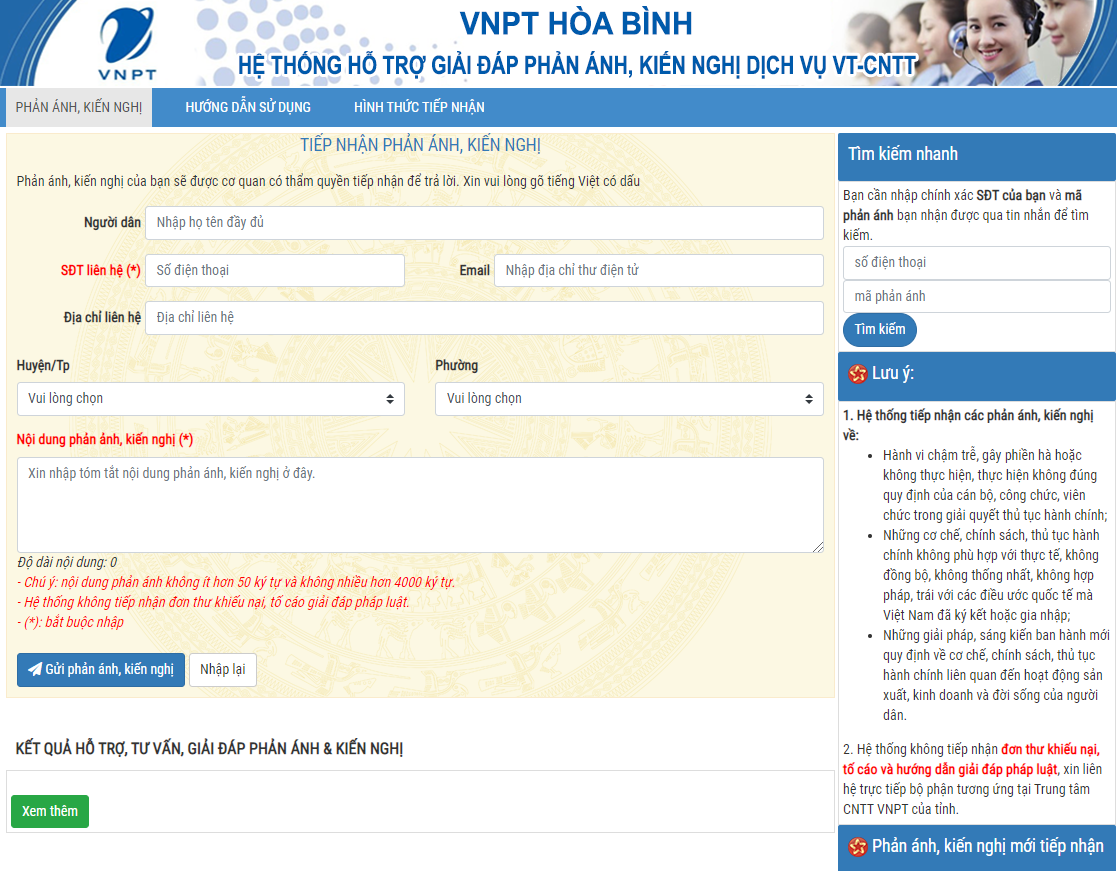 VNPT
VNPT HÒA BÌNH
HỆ THỐNG HỖ TRỢ GIẢI ĐÁP PHẢN ÁNH, KIẾN NGHỊ DỊCH VỤ VT-CNTT
PHẢN ÁNH, KIẾN NGHỊ HƯỚNG DẪN SỬ DỤNG HÌNH THỨC TIẾP NHẬN
TIẾP NHẬN PHẢN ÁNH, KIẾN NGHỊ
Phản ánh, kiến nghị của bạn sẽ được cơ quan có thẩm quyền tiếp nhận để trả lời. Xin vui lòng gõ tiếng Việt có dấu
Người dân Nhập họ tên đầy đủ
SĐT liên hệ (*) Số điện thoại Email Nhập địa chỉ thư điện tử
Địa chỉ liên hệ Địa chỉ liên hệ
Huyện/Tp Phường
Vui lòng chọn Vui lòng chọn
Nội dung phản ảnh, kiến nghị (*)
Xin nhập tóm tắt nội dung phản ánh, kiến nghị ở đây.
Độ dài nội dung: 0
- Chú ý: nội dung phản ánh không ít hơn 50 ký tự và không nhiều hơn 4000 ký tự.
- Hệ thống không tiếp nhận đơn thư khiếu nại, tố cáo giải đáp pháp luật.
- (*): bắt buộc nhập
Gửi phản ánh, kiến nghị Nhập lại
KẾT QUẢ HỖ TRỢ, TƯ VẤN, GIẢI ĐÁP PHẢN ÁNH & KIẾN NGHỊ
Xem thêm
Tìm kiếm nhanh
Bạn cần nhập chính xác SĐT của bạn và mã
phản ánh bạn nhận được qua tin nhắn để tìm
kiếm.
số điện thoại
mã phản ánh
Tìm kiếm
Lưu ý:
1. Hệ thống tiếp nhận các phản ánh, kiến nghị
về:
• Hành vi chậm trễ, gây phiền hà hoặc
không thực hiện, thực hiện không đúng
quy định của cán bộ, công chức, viên
chức trong giải quyết thủ tục hành chính;
• Những cơ chế, chính sách, thủ tục hành
chính không phù hợp với thực tế, không
đồng bộ, không thống nhất, không hợp
pháp, trái với các điều ước quốc tế mà
Việt Nam đã ký kết hoặc gia nhập;
• Những giải pháp, sáng kiến ban hành mới
quy định về cơ chế, chính sách, thủ tục
hành chính liên quan đến hoạt động sản
xuất, kinh doanh và đời sống của người
dân.
2. Hệ thống không tiếp nhận đơn thư khiếu nại,
tố cáo và hướng dẫn giải đáp pháp luật, xin liên
hệ trực tiếp bộ phận tương ứng tại Trung tâm
CNTT VNPT của tỉnh.
Phản ánh, kiến nghị mới tiếp nhận